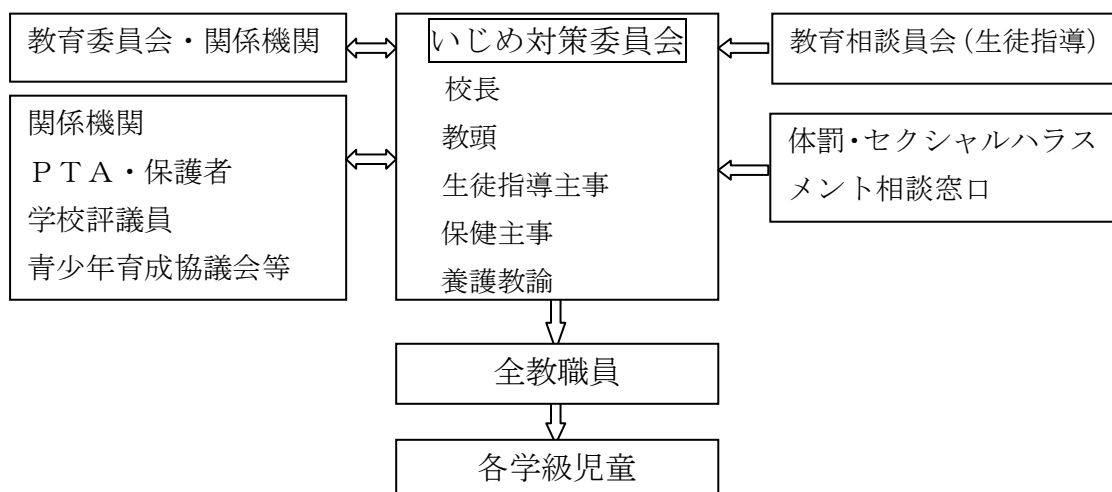 教育委員会・関係機関
関係機関
ＰＴＡ・保護者
学校評議員
青少年育成協議会等
いじめ対策委員会
校長
教頭
生徒指導主事
保健主事
養護教諭
教育相談員会（生徒指導）
体罰・セクシャルハラス
メント相談窓口
全教職員
各学級児童